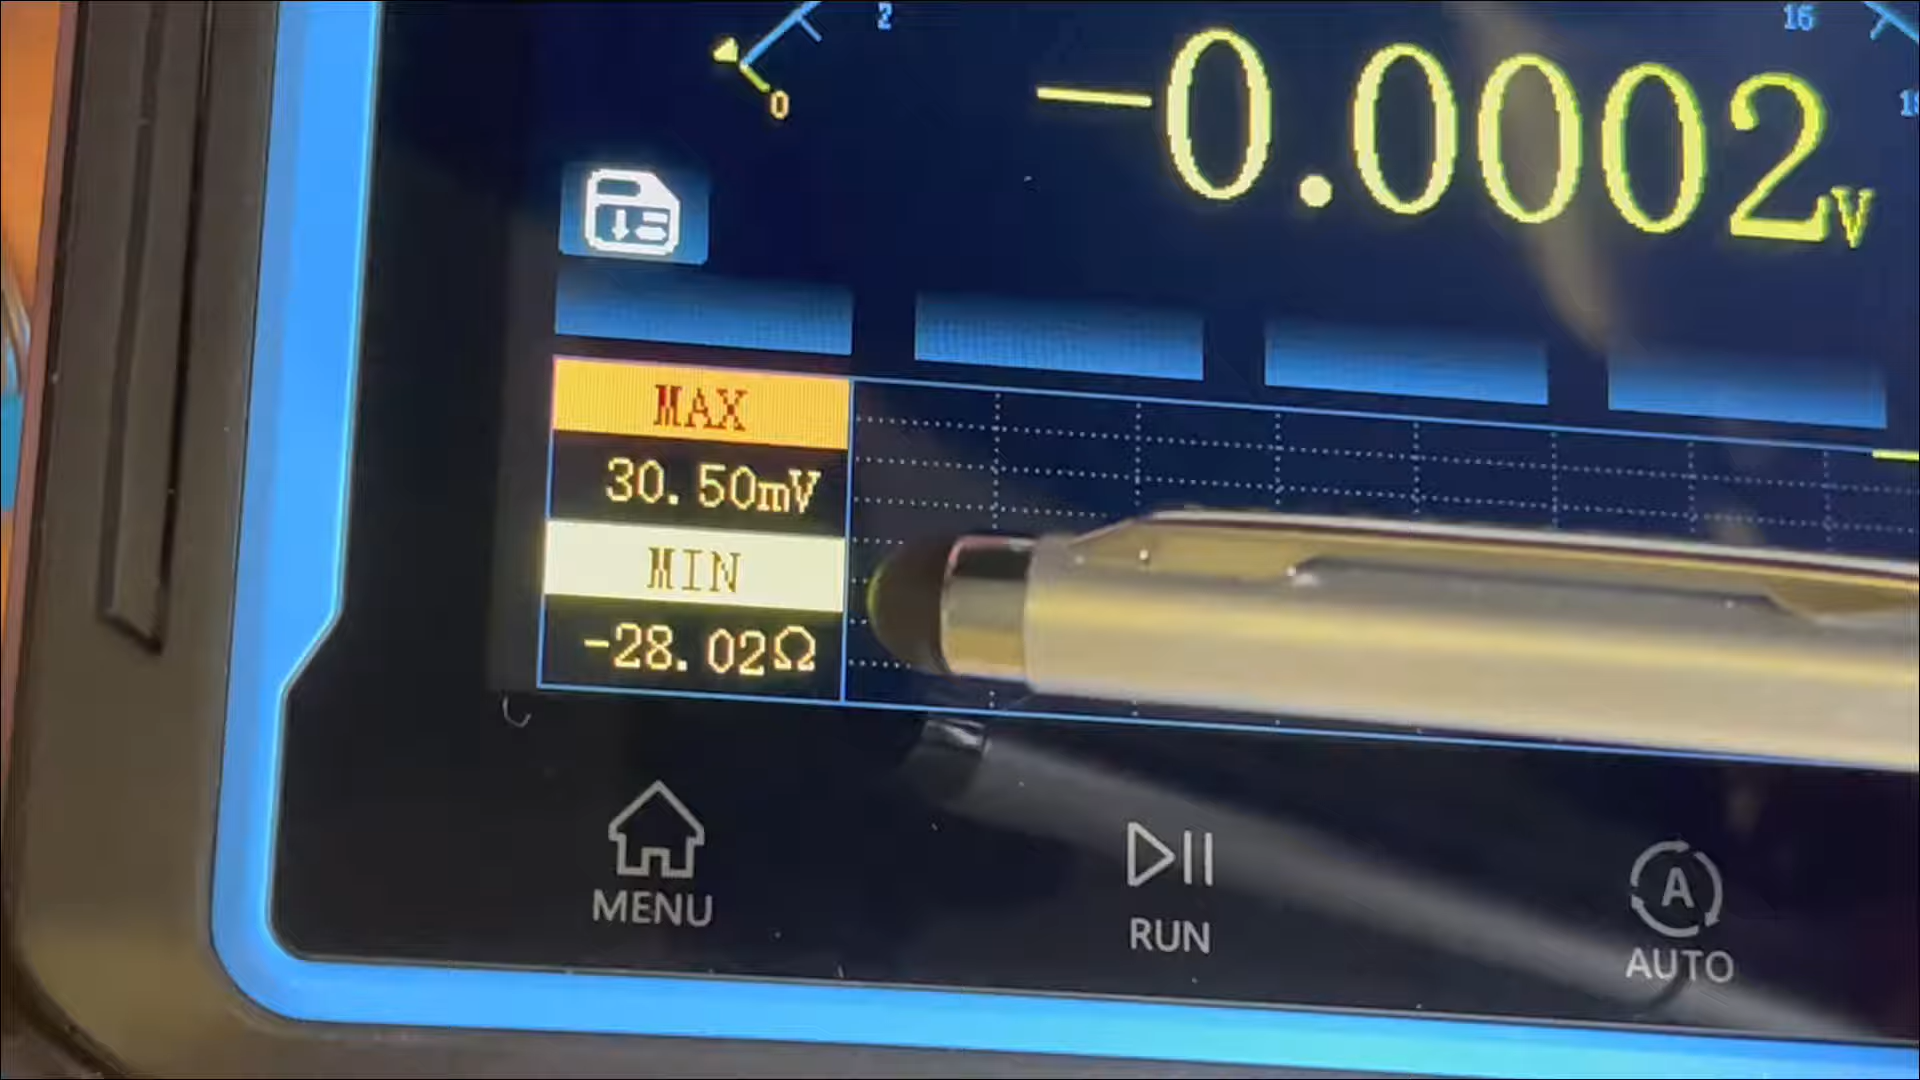 2
16
0
-0.0002V
MAX
30.50mV
MIN
-28.02Ω
MENU
RUN
A
AUTO